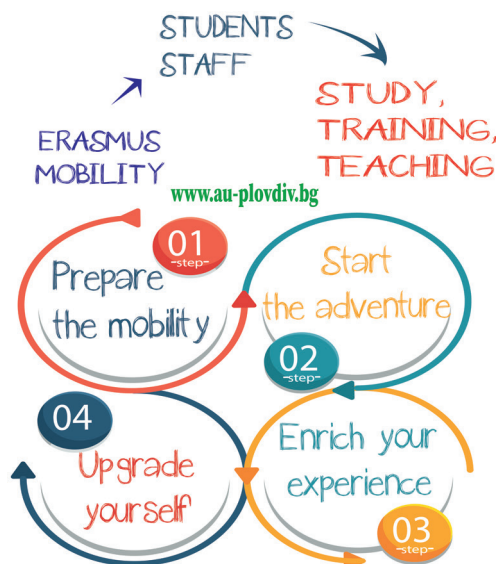 STUDENTS
STAFF
STUDY,
TRAINING,
TEACHING
ERASMUS
MOBILITY
www.au-plovdiv.bg
01
-step-
Prepare
the mobility
Start
the adventure
02
-step-
04
Upgrade
yourself
Enrich your
experience
03
-step-